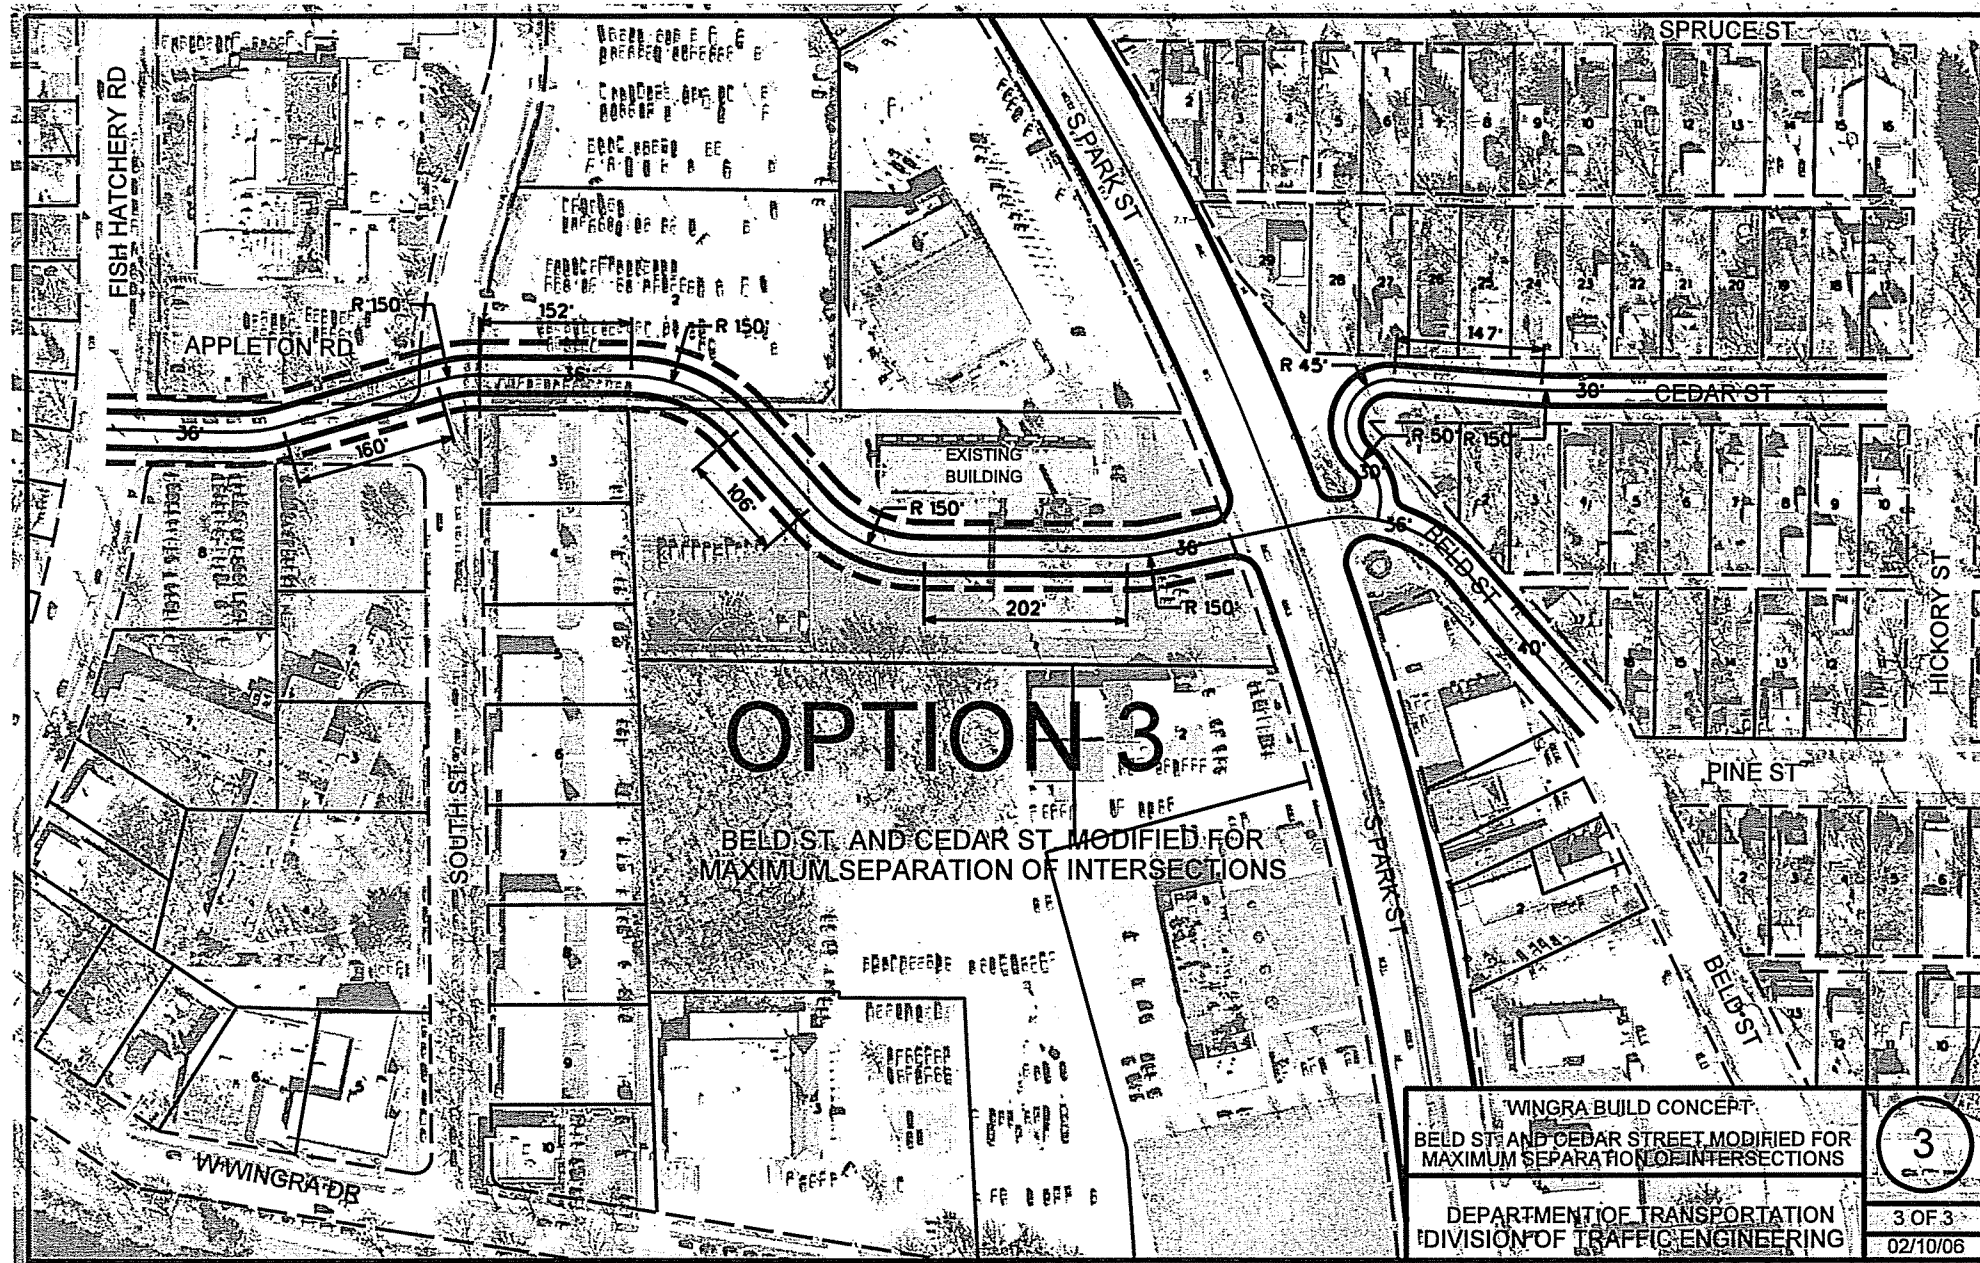 SPRUCE ST
FISH HATCHERY RD
S. PARK ST
R 150'
152'
R 150'
APPLETON RD
36'
36'
160'
R 45'
147'
30'
CEDAR ST
R 50'
R 150'
30'
EXISTING
BUILDING
106'
R 150'
36'
36'
BELD ST
202'
R 150'
40'
HICKORY ST
OPTION 3
PINE ST
SOUTH ST
BELD ST. AND CEDAR ST. MODIFIED FOR
MAXIMUM SEPARATION OF INTERSECTIONS
S. PARK ST
BELD ST
W WINGRA DR
WINGRA BUILD CONCEPT
BELD ST. AND CEDAR STREET MODIFIED FOR
MAXIMUM SEPARATION OF INTERSECTIONS
3
DEPARTMENT OF TRANSPORTATION
DIVISION OF TRAFFIC ENGINEERING
3 OF 3
02/10/06